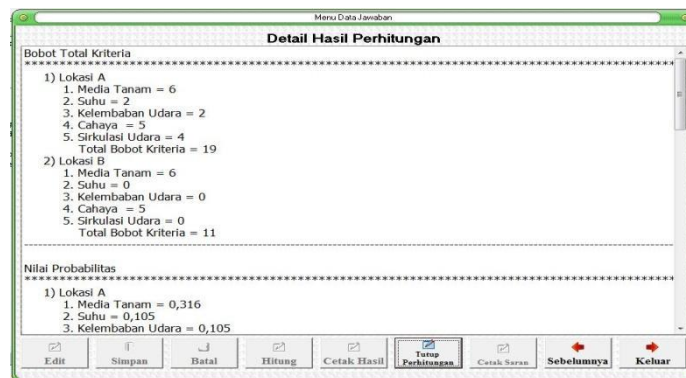 Menu Data Jawaban
Detail Hasil Perhitungan
Bobot Total Kriteria
1) Lokasi A
1. Media Tanam = 6
2. Suhu = 2
3. Kelembaban Udara = 2
4. Cahaya = 5
5. Sirkulasi Udara = 4
Total Bobot Kriteria = 19
2) Lokasi B
1. Media Tanam = 6
2. Suhu = 0
3. Kelembaban Udara = 0
4. Cahaya = 5
5. Sirkulasi Udara = 0
Total Bobot Kriteria = 11
Nilai Probabilitas
1) Lokasi A
1. Media Tanam = 0,316
2. Suhu = 0,105
3. Kelembaban Udara = 0,105
Edit Simpan Batal Hitung Cetak Hasil Tutup Perhitungan Cetak Saran Sebelumnya Keluar